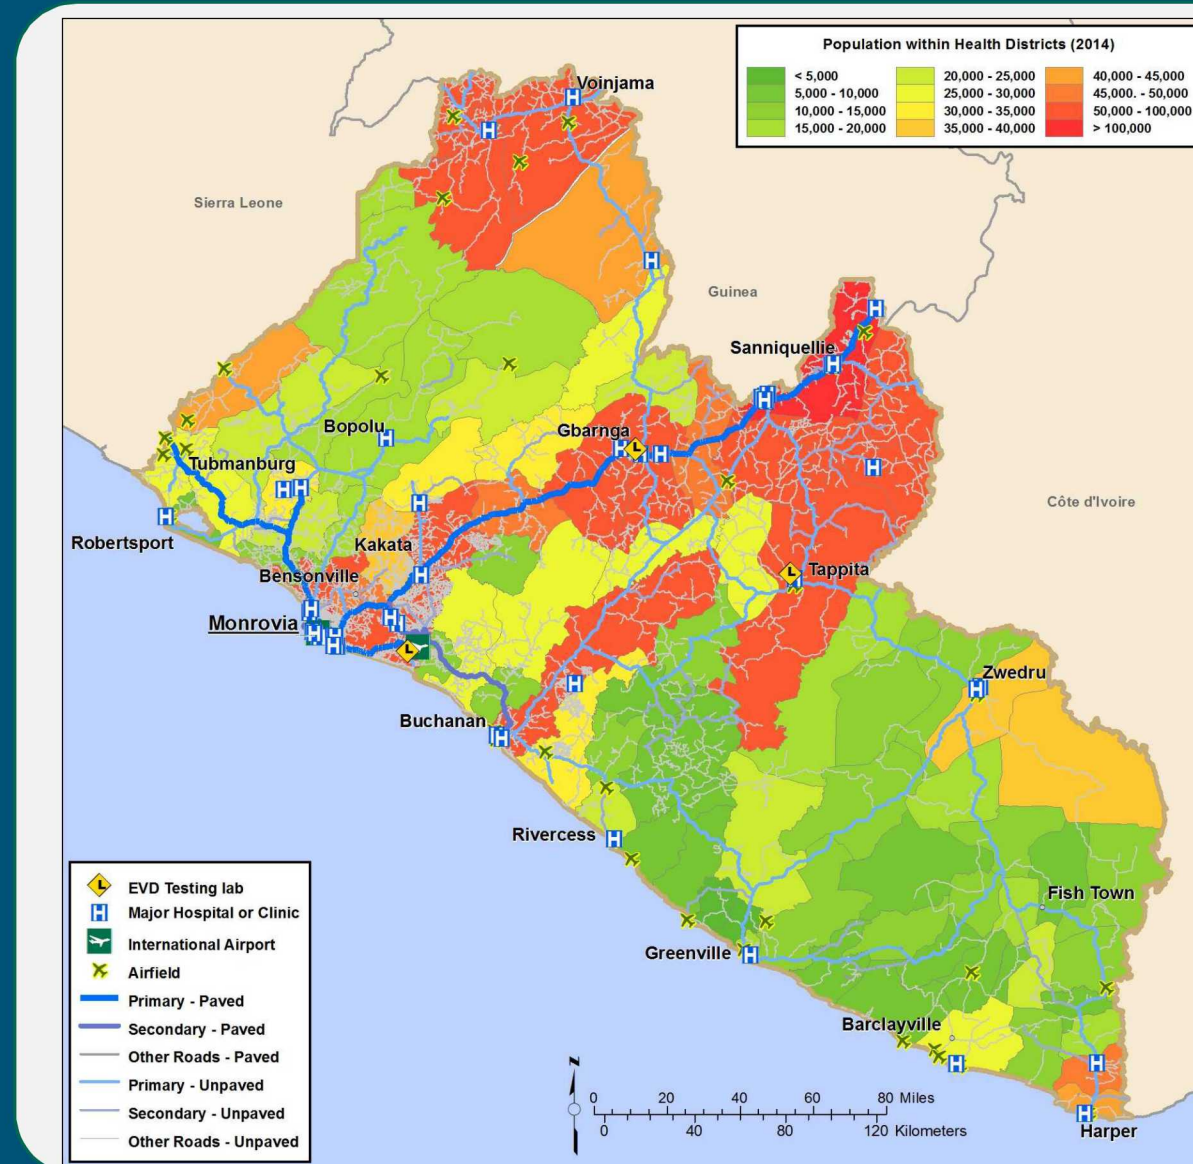 Population within Health Districts (2014)
< 5,000
5,000 - 10,000
10,000 - 15,000
15,000 - 20,000
20,000 - 25,000
25,000 - 30,000
30,000 - 35,000
35,000 - 40,000
40,000 - 45,000
45,000. - 50,000
50,000 - 100,000
> 100,000
Voinjama
Sierra Leone
Guinea
Sanniquellie
Bopolu
Gbarnga
Tubmanburg
Côte d'Ivoire
Robertsport
Kakata
Bensonville
Tappita
Monrovia
Zwedru
Buchanan
Rivercess
Fish Town
Greenville
Barclayville
Harper
L EVD Testing lab
H Major Hospital or Clinic
International Airport
Airfield
Primary - Paved
Secondary - Paved
Other Roads - Paved
Primary - Unpaved
Secondary - Unpaved
Other Roads - Unpaved
N
0 20 40 60 80 Miles
0 40 80 120 Kilometers